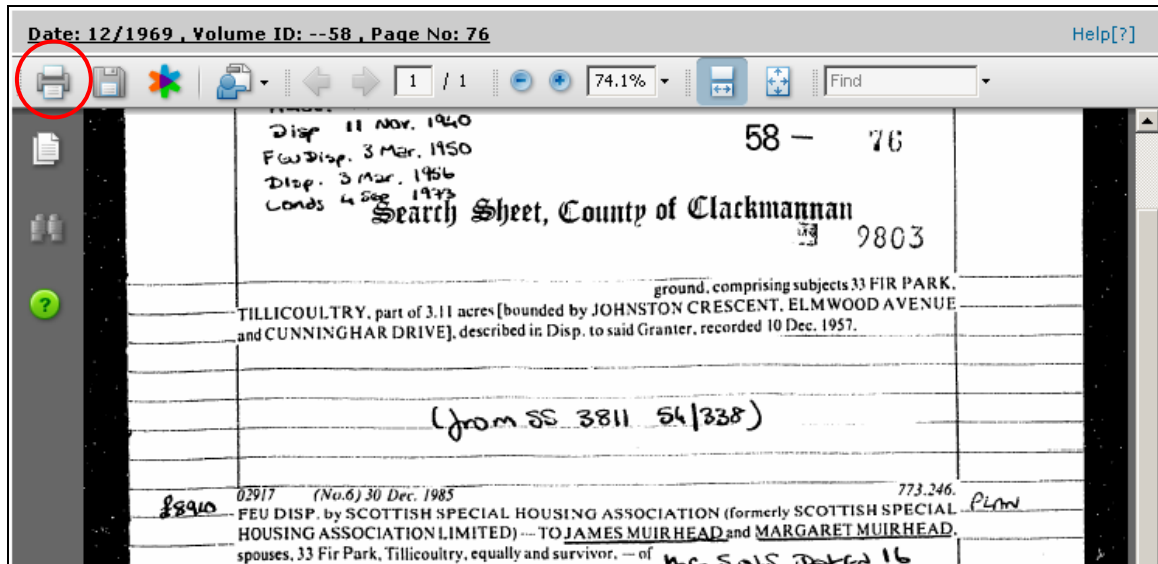 Date: 12/1969 , Volume ID: --58 , Page No: 76
Help[?]
1 / 1
74.1%
Find
Disp 11 Nov. 1940
Feu Disp. 3 Mar. 1950
Disp. 3 Mar. 1956
Conds 4 Sep 1973
58 — 76
Search Sheet, County of Clackmannan
9803
ground, comprising subjects 33 FIR PARK,
TILLICOULTRY, part of 3.11 acres [bounded by JOHNSTON CRESCENT, ELMWOOD AVENUE
and CUNNINGHAR DRIVE], described in Disp. to said Granter, recorded 10 Dec. 1957.
(from SS 3811 54/338)
02917 (No.6) 30 Dec. 1985 773.246.
£8910
PLAN
FEU DISP. by SCOTTISH SPECIAL HOUSING ASSOCIATION (formerly SCOTTISH SPECIAL
HOUSING ASSOCIATION LIMITED) — TO JAMES MUIRHEAD and MARGARET MUIRHEAD,
spouses, 33 Fir Park, Tillicoultry, equally and survivor, — of
Dated 16